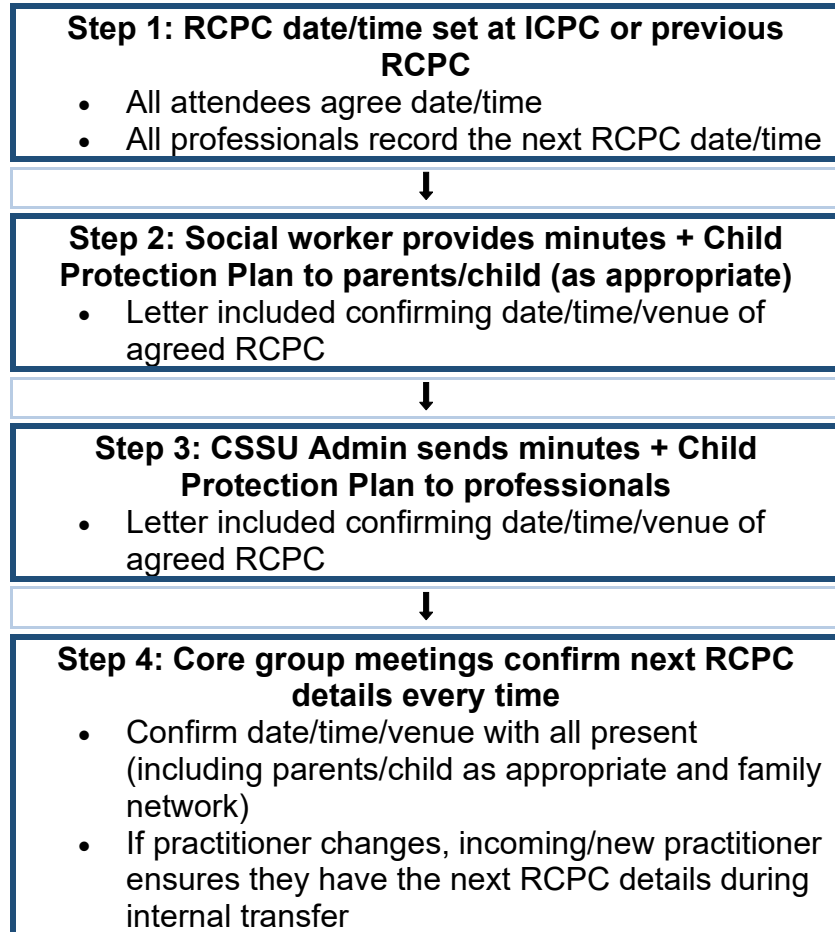 Step 1: RCPC date/time set at ICPC or previous
RCPC
• All attendees agree date/time
• All professionals record the next RCPC date/time
↓
Step 2: Social worker provides minutes + Child
Protection Plan to parents/child (as appropriate)
• Letter included confirming date/time/venue of
agreed RCPC
↓
Step 3: CSSU Admin sends minutes + Child
Protection Plan to professionals
• Letter included confirming date/time/venue of
agreed RCPC
↓
Step 4: Core group meetings confirm next RCPC
details every time
• Confirm date/time/venue with all present
(including parents/child as appropriate and family
network)
• If practitioner changes, incoming/new practitioner
ensures they have the next RCPC details during
internal transfer